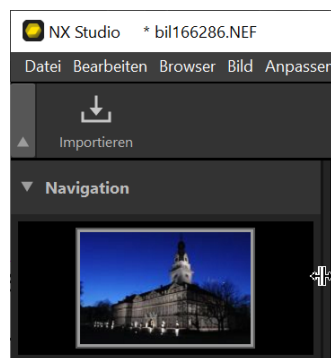 NX Studio * bil166286.NEF
Datei Bearbeiten Browser Bild Anpassen
Importieren
Navigation